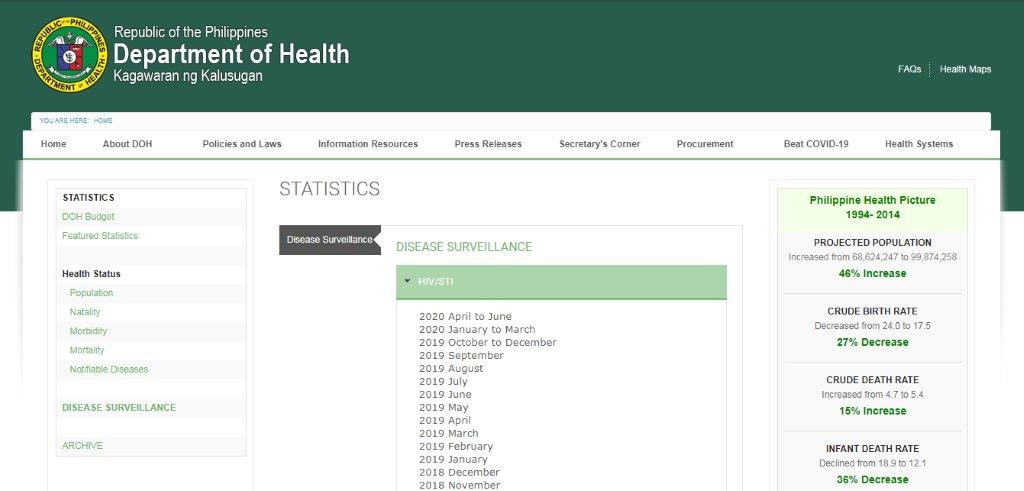 REPUBLIC OF THE PHILIPPINES
DEPARTMENT OF HEALTH
Republic of the Philippines
Department of Health
Kagawaran ng Kalusugan
FAQs
Health Maps
YOU ARE HERE: HOME
Home
About DOH
Policies and Laws
Information Resources
Press Releases
Secretary's Corner
Procurement
Beat COVID-19
Health Systems
STATISTICS
DOH Budget
Featured Statistics
Health Status
Population
Natality
Morbidity
Mortality
Notifiable Diseases
DISEASE SURVEILLANCE
ARCHIVE
STATISTICS
Disease Surveillance
DISEASE SURVEILLANCE
HIV/STI
2020 April to June
2020 January to March
2019 October to December
2019 September
2019 August
2019 July
2019 June
2019 May
2019 April
2019 March
2019 February
2019 January
2018 December
2018 November
Philippine Health Picture
1994- 2014
PROJECTED POPULATION
Increased from 68,624,247 to 99,874,258
46% Increase
CRUDE BIRTH RATE
Decreased from 24.0 to 17.5
27% Decrease
CRUDE DEATH RATE
Increased from 4.7 to 5.4
15% Increase
INFANT DEATH RATE
Declined from 18.9 to 12.1
36% Decrease